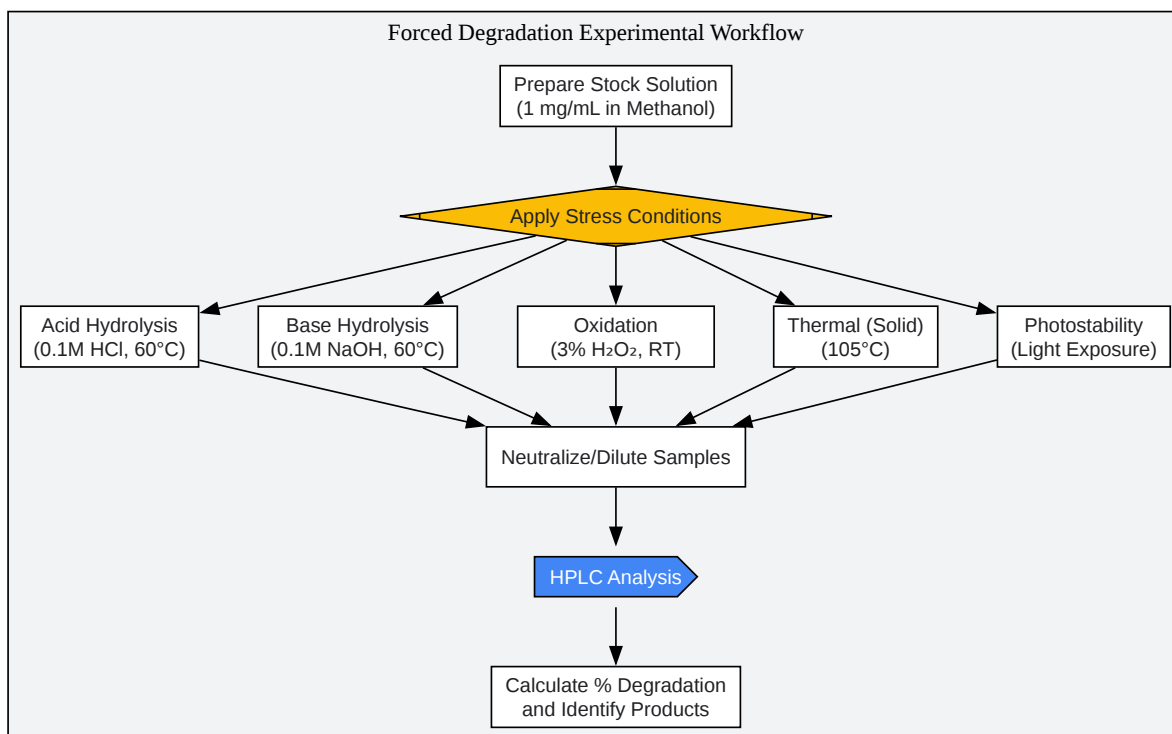 Forced Degradation Experimental Workflow
Prepare Stock Solution
(1 mg/mL in Methanol)
Apply Stress Conditions
Acid Hydrolysis
(0.1M HCl, 60°C)
Base Hydrolysis
(0.1M NaOH, 60°C)
Oxidation
(3% H₂O₂, RT)
Thermal (Solid)
(105°C)
Photostability
(Light Exposure)
Neutralize/Dilute Samples
HPLC Analysis
Calculate % Degradation
and Identify Products